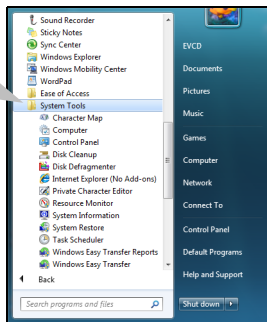 Sound Recorder
Sticky Notes
Sync Center
Windows Explorer
Windows Mobility Center
WordPad
Ease of Access
System Tools
Character Map
Computer
Control Panel
Disk Cleanup
Disk Defragmenter
Internet Explorer (No Add-ons)
Private Character Editor
Resource Monitor
System Information
System Restore
Task Scheduler
Windows Easy Transfer Reports
Windows Easy Transfer
Back
Search programs and files
EVCD
Documents
Pictures
Music
Games
Computer
Network
Connect To
Control Panel
Default Programs
Help and Support
Shut down